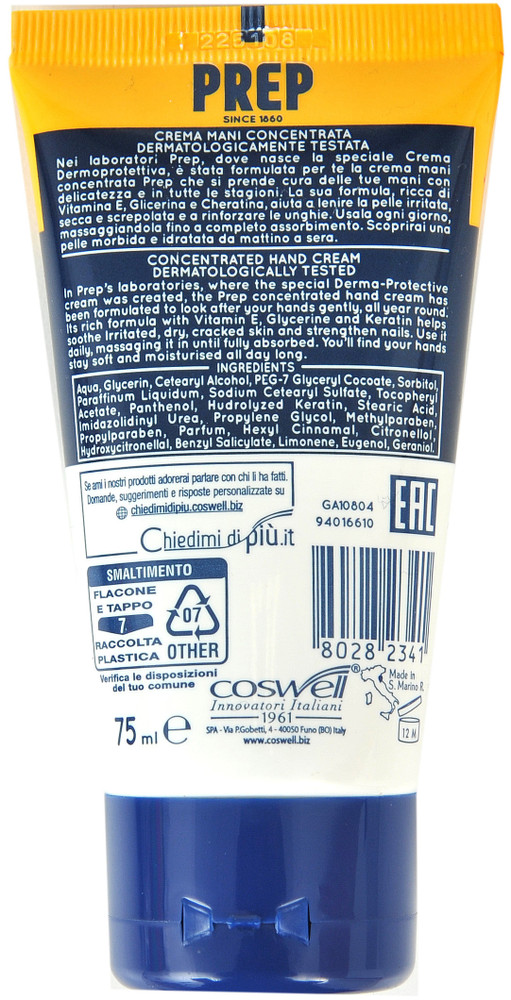 225108
PREP
SINCE 1860
CREMA MANI CONCENTRATA
DERMATOLOGICAMENTE TESTATA
Nei laboratori Prep, dove nasce la speciale Crema
Dermoprotettiva, è stata formulata per te la crema mani
concentrata Prep che si prende cura delle tue mani con
delicatezza e in tutte le stagioni. La sua formula, ricca di
Vitamina E, Glicerina e Cheratina, aiuta a lenire la pelle irritata,
secca e screpolata e a rinforzare le unghie. Usala ogni giorno,
massaggiandola fino a completo assorbimento. Scoprirai una
pelle morbida e idratata da mattino a sera.
CONCENTRATED HAND CREAM
DERMATOLOGICALLY TESTED
In Prep's laboratories, where the special Derma-Protective
cream was created, the Prep concentrated hand cream has
been formulated to look after your hands gently, all year round.
Its rich formula with Vitamin E, Glycerine and Keratin helps
soothe irritated, dry, cracked skin and strengthen nails. Use it
daily, massaging it in until fully absorbed. You'll find your hands
stay soft and moisturised all day long.
INGREDIENTS
Aqua, Glycerin, Cetearyl Alcohol, PEG-7 Glyceryl Cocoate, Sorbitol,
Paraffinum Liquidum, Sodium Cetearyl Sulfate, Tocopheryl
Acetate, Panthenol, Hydrolyzed Keratin, Stearic Acid,
Imidazolidinyl Urea, Propylene Glycol, Methylparaben,
Propylparaben, Parfum, Hexyl Cinnamal, Citronellol,
Hydroxycitronellal, Benzyl Salicylate, Limonene, Eugenol, Geraniol.
Se ami i nostri prodotti adorerai parlare con chi li ha fatti.
Domande, suggerimenti e risposte personalizzate su
chiedimidipiu.coswell.biz
Chiedimi di più.it
GA10804
94016610
EAC
SMALTIMENTO
FLACONE
E TAPPO
7
RACCOLTA
PLASTICA
07
OTHER
Verifica le disposizioni
del tuo comune
8028 2341
Made in
S. Marino R.
coswell®
Innovatori Italiani
1961
SPA - Via P.Gobetti, 4 - 40050 Funo (BO) Italy
www.coswell.biz
75 ml e
12 M